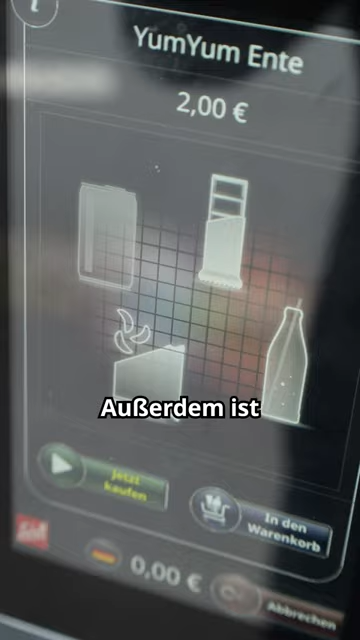 i
YumYum Ente
2,00 €
Außerdem ist
Jetzt
kaufen
In den
Warenkorb
0,00 €
Abbrechen